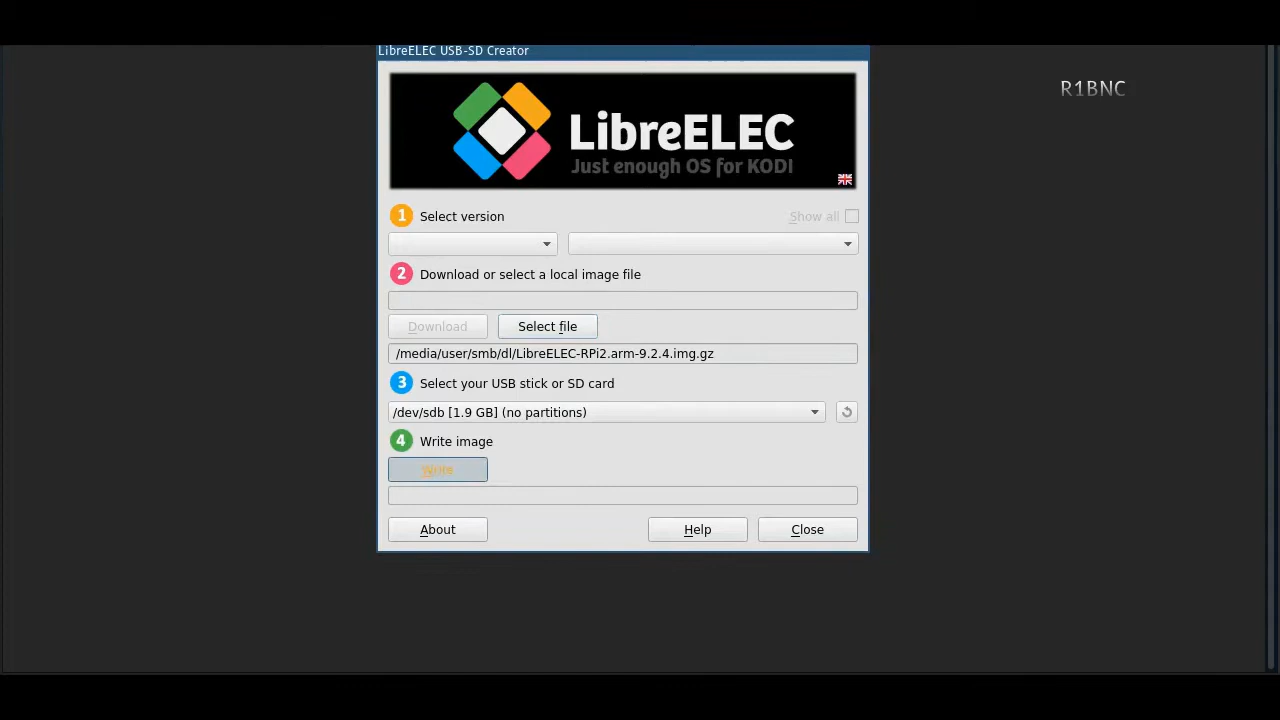 LibreELEC USB-SD Creator
R1BNC
LibreELEC
Just enough OS for KODI
1 Select version Show all
2 Download or select a local image file
Download Select file
/media/user/smb/dl/LibreELEC-RPi2.arm-9.2.4.img.gz
3 Select your USB stick or SD card
/dev/sdb [1.9 GB] (no partitions)
4 Write image
Write
About Help Close